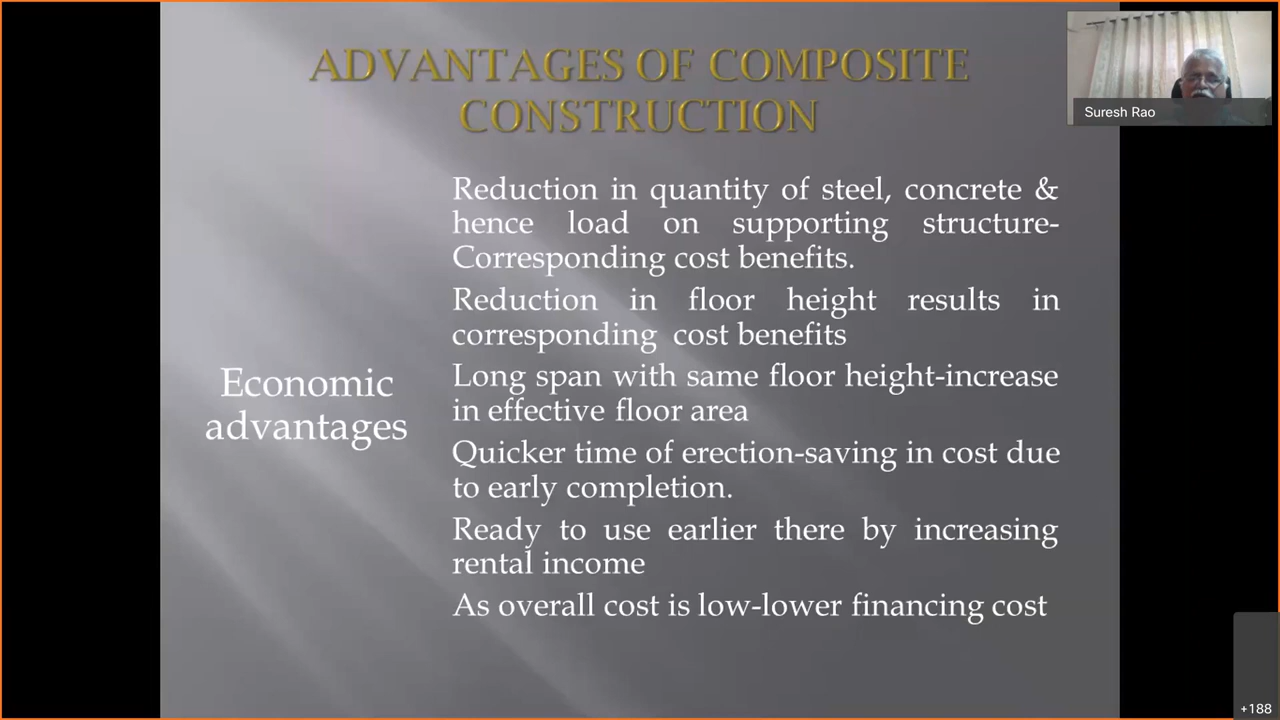 ADVANTAGES OF COMPOSITE
CONSTRUCTION
Suresh Rao
Economic
advantages
Reduction in quantity of steel, concrete &
hence load on supporting structure-
Corresponding cost benefits.
Reduction in floor height results in
corresponding cost benefits
Long span with same floor height-increase
in effective floor area
Quicker time of erection-saving in cost due
to early completion.
Ready to use earlier there by increasing
rental income
As overall cost is low-lower financing cost
+188